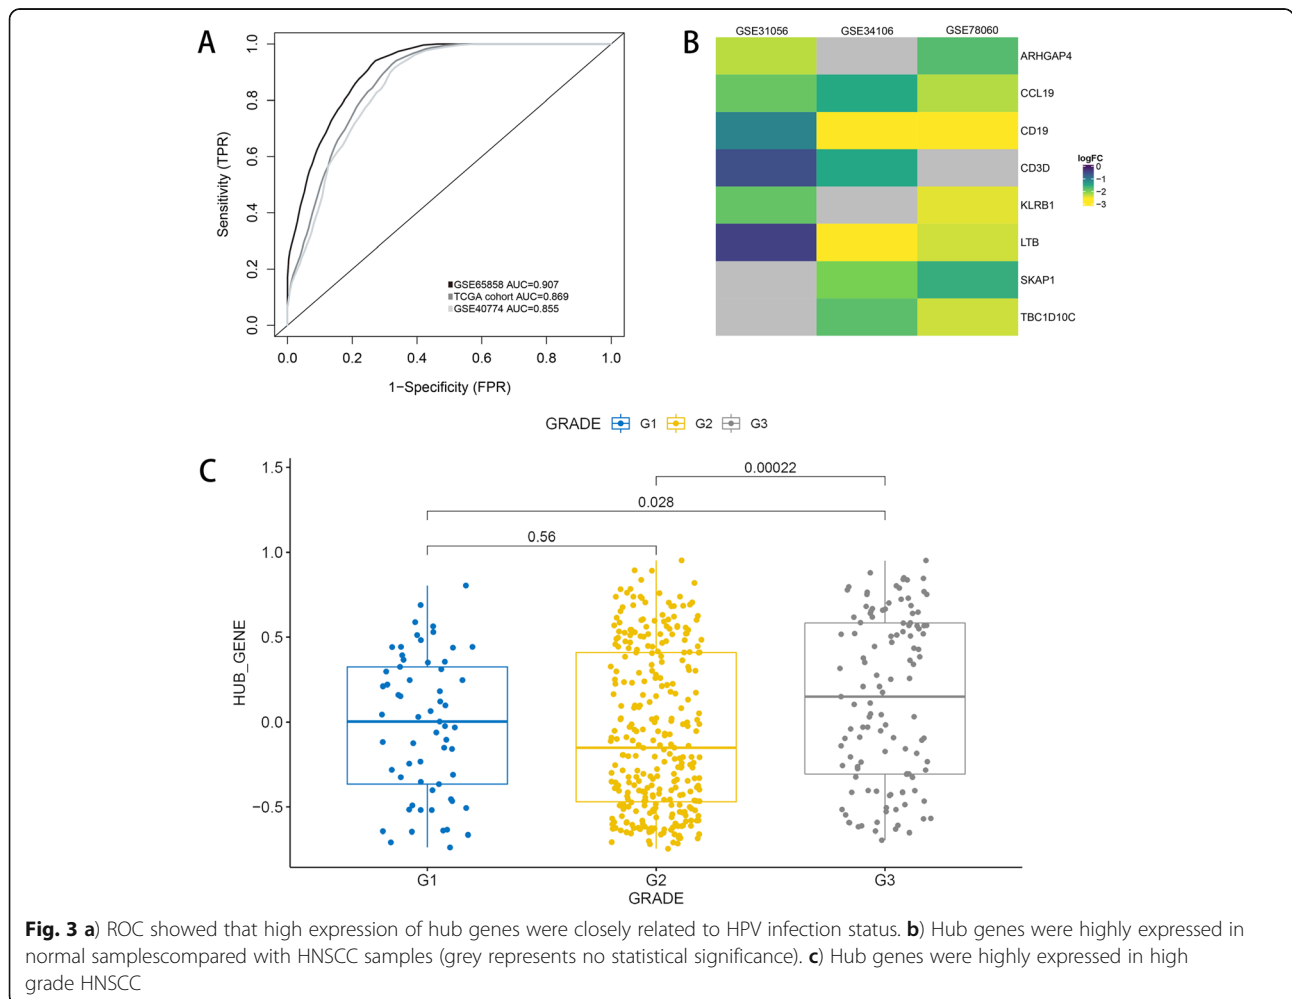 A
1.0
0.8
0.6
0.4
0.2
0.0
Sensitivity (TPR)
GSE65858 AUC=0.907
TCGA cohort AUC=0.869
GSE40774 AUC=0.855
0.0 0.2 0.4 0.6 0.8 1.0
1−Specificity (FPR)
B
GSE31056 GSE34106 GSE78060
ARHGAP4
CCL19
CD19
CD3D
KLRB1
LTB
SKAP1
TBC1D10C
logFC
0
−1
−2
−3
GRADE G1 G2 G3
C
1.5
1.0
0.5
0.0
−0.5
HUB_GENE
0.00022
0.028
0.56
G1 G2 G3
GRADE
Fig. 3 a) ROC showed that high expression of hub genes were closely related to HPV infection status. b) Hub genes were highly expressed in
normal samplescompared with HNSCC samples (grey represents no statistical significance). c) Hub genes were highly expressed in high
grade HNSCC